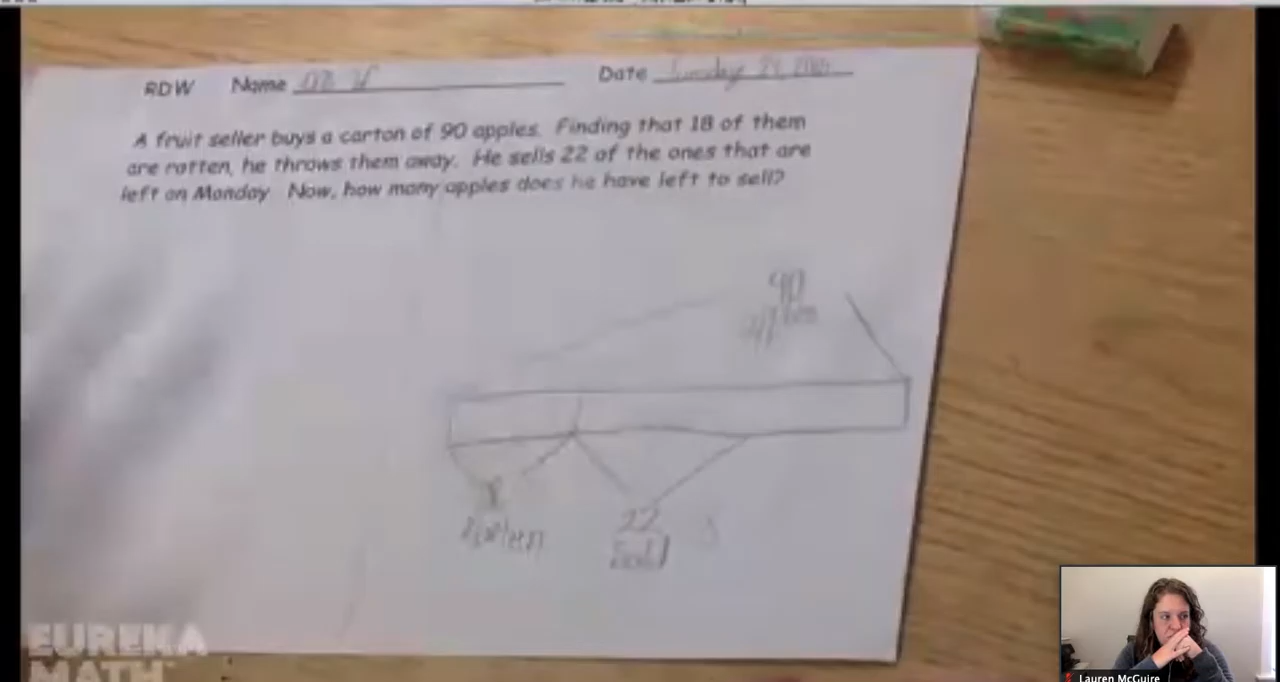 RDW Name Date
A fruit seller buys a carton of 90 apples. Finding that 18 of them
are rotten, he throws them away. He sells 22 of the ones that are
left on Monday. Now, how many apples does he have left to sell?
90
rotten
22
Sold
EUREKA
MATH
Lauren McGuire